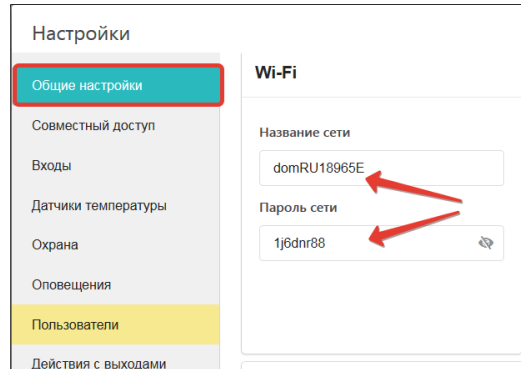 Настройки
Общие настройки
Совместный доступ
Входы
Датчики температуры
Охрана
Оповещения
Пользователи
Действия с выходами
Wi-Fi
Название сети
domRU18965E
Пароль сети
1j6dnr88